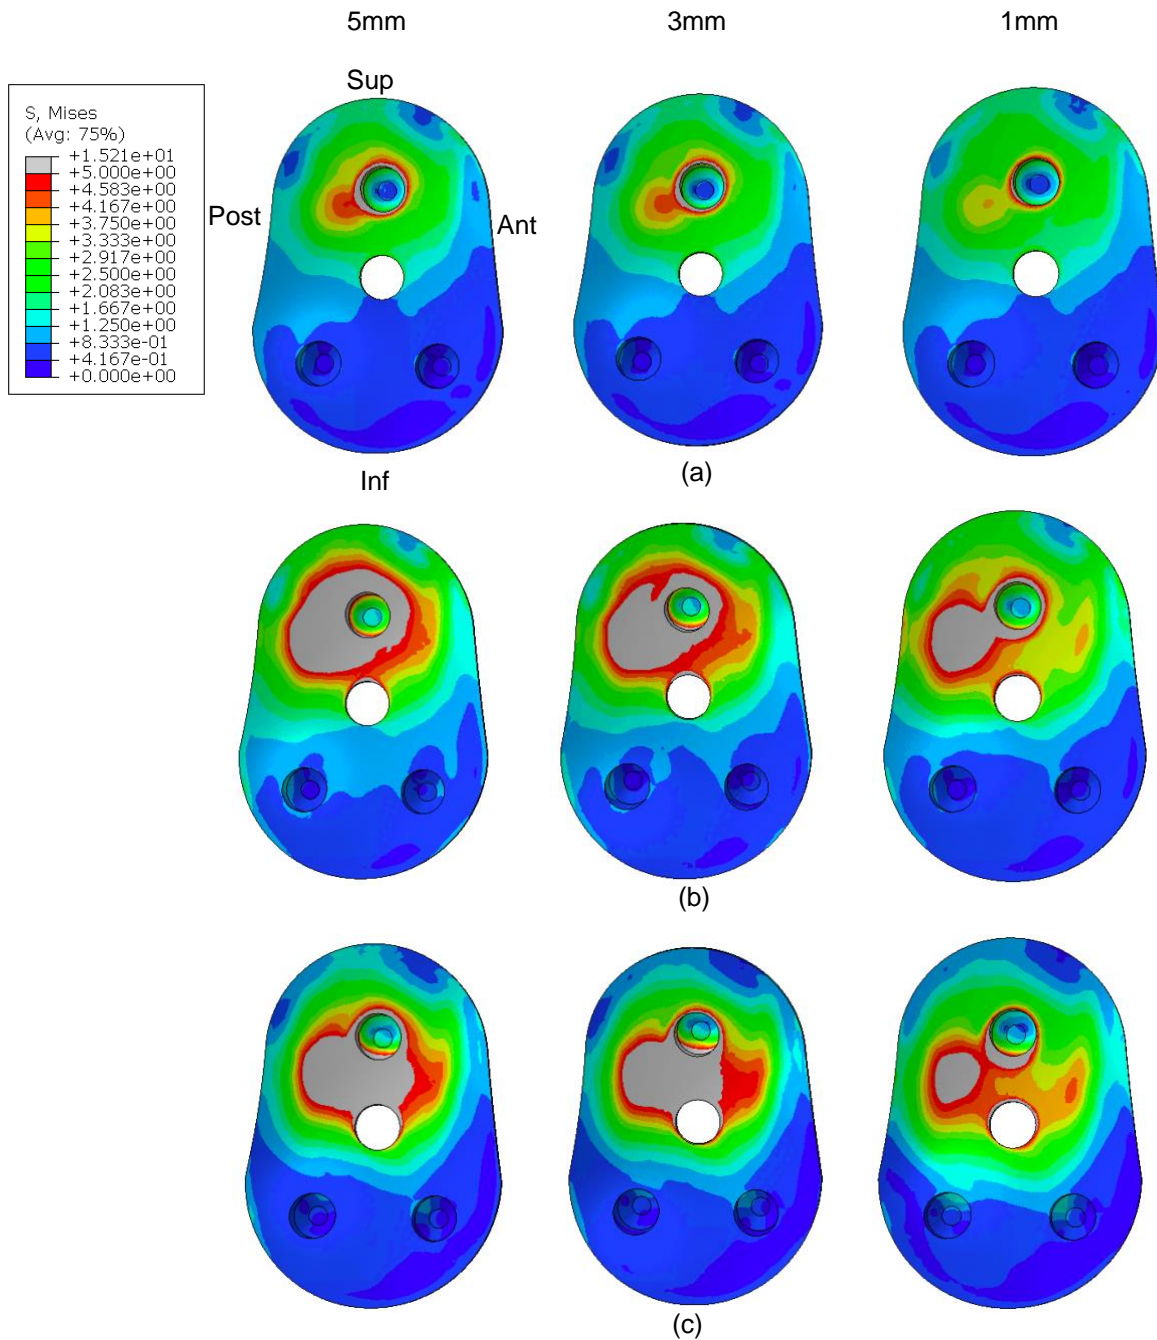 5mm
3mm
1mm
Sup
S, Mises
(Avg: 75%)
+1.521e+01
+5.000e+00
+4.583e+00
+4.167e+00
+3.750e+00
+3.333e+00
+2.917e+00
+2.500e+00
+2.083e+00
+1.667e+00
+1.250e+00
+8.333e-01
+4.167e-01
+0.000e+00
Post
Ant
Inf
(a)
(b)
(c)